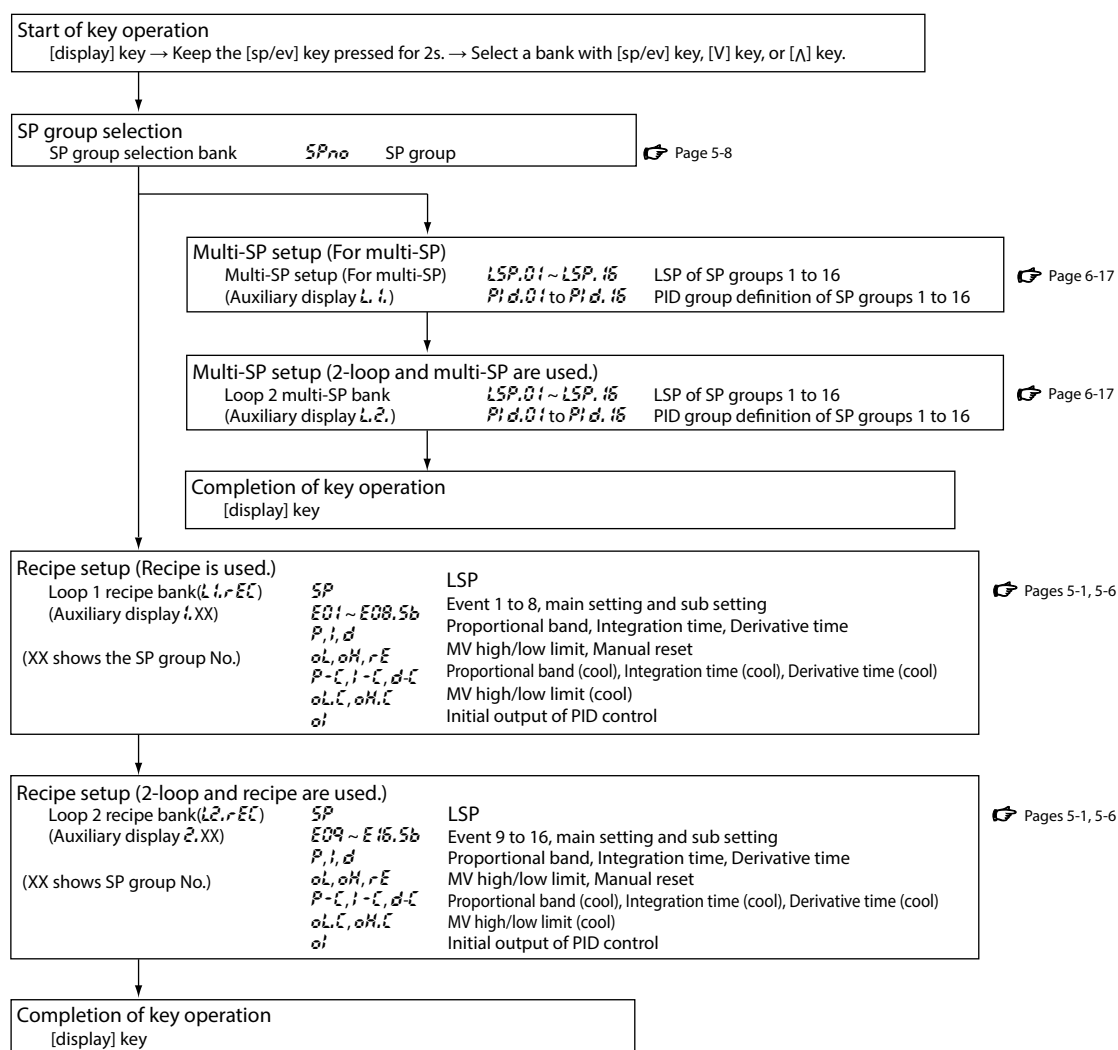 Start of key operation
[display] key → Keep the [sp/ev] key pressed for 2s. → Select a bank with [sp/ev] key, [V] key, or [Λ] key.
SP group selection
SP group selection bank SPno SP group
Page 5-8
Multi-SP setup (For multi-SP)
Multi-SP setup (For multi-SP) LSP.01 ~ LSP.16 LSP of SP groups 1 to 16
Page 6-17
(Auxiliary display L.1.) PId.01 to PId.16 PID group definition of SP groups 1 to 16
Multi-SP setup (2-loop and multi-SP are used.)
Loop 2 multi-SP bank LSP.01 ~ LSP.16 LSP of SP groups 1 to 16
Page 6-17
(Auxiliary display L.2.) PId.01 to PId.16 PID group definition of SP groups 1 to 16
Completion of key operation
[display] key
Recipe setup (Recipe is used.)
Loop 1 recipe bank(L1.rEC) SP LSP
Pages 5-1, 5-6
(Auxiliary display 1.XX) E01 ~ E08.Sb Event 1 to 8, main setting and sub setting
P, I, d Proportional band, Integration time, Derivative time
(XX shows the SP group No.) oL, oH, rE MV high/low limit, Manual reset
P-C, I-C, d-C Proportional band (cool), Integration time (cool), Derivative time (cool)
oL.C, oH.C MV high/low limit (cool)
oI Initial output of PID control
Recipe setup (2-loop and recipe are used.)
Loop 2 recipe bank(L2.rEC) SP LSP
Pages 5-1, 5-6
(Auxiliary display 2.XX) E09 ~ E16.Sb Event 9 to 16, main setting and sub setting
P, I, d Proportional band, Integration time, Derivative time
(XX shows SP group No.) oL, oH, rE MV high/low limit, Manual reset
P-C, I-C, d-C Proportional band (cool), Integration time (cool), Derivative time (cool)
oL.C, oH.C MV high/low limit (cool)
oI Initial output of PID control
Completion of key operation
[display] key